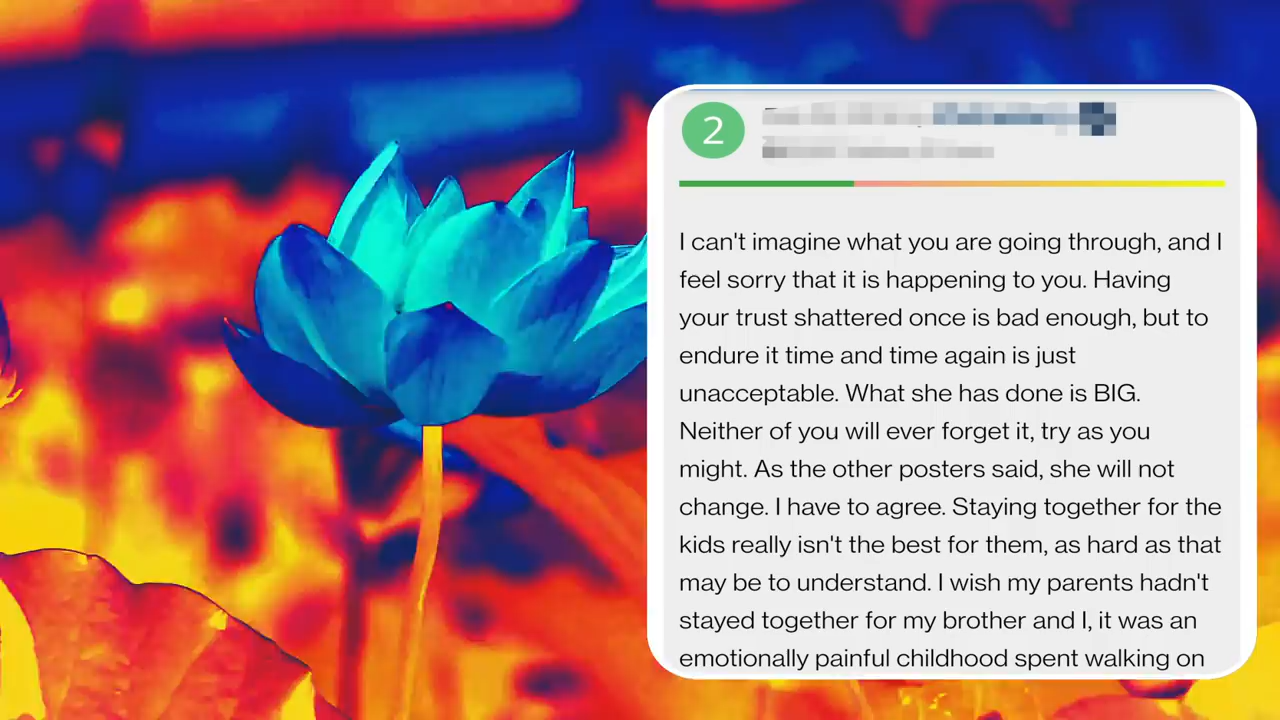 2
I can't imagine what you are going through, and I
feel sorry that it is happening to you. Having
your trust shattered once is bad enough, but to
endure it time and time again is just
unacceptable. What she has done is BIG.
Neither of you will ever forget it, try as you
might. As the other posters said, she will not
change. I have to agree. Staying together for the
kids really isn't the best for them, as hard as that
may be to understand. I wish my parents hadn't
stayed together for my brother and I, it was an
emotionally painful childhood spent walking on